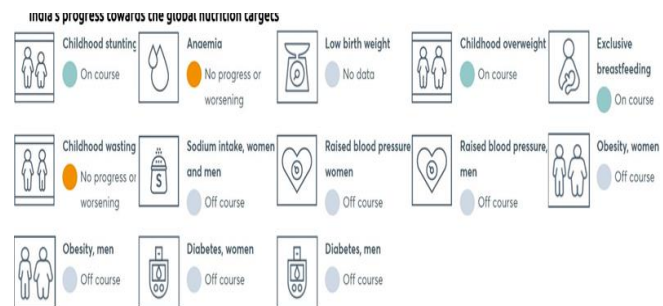 India's progress towards the global nutrition targets
Childhood stunting
On course
Anaemia
No progress or
worsening
Low birth weight
No data
Childhood overweight
On course
Exclusive
breastfeeding
On course
Childhood wasting
No progress or
worsening
Sodium intake, women
and men
Off course
Raised blood pressure,
women
Off course
Raised blood pressure,
men
Off course
Obesity, women
Off course
Obesity, men
Off course
Diabetes, women
Off course
Diabetes, men
Off course
S